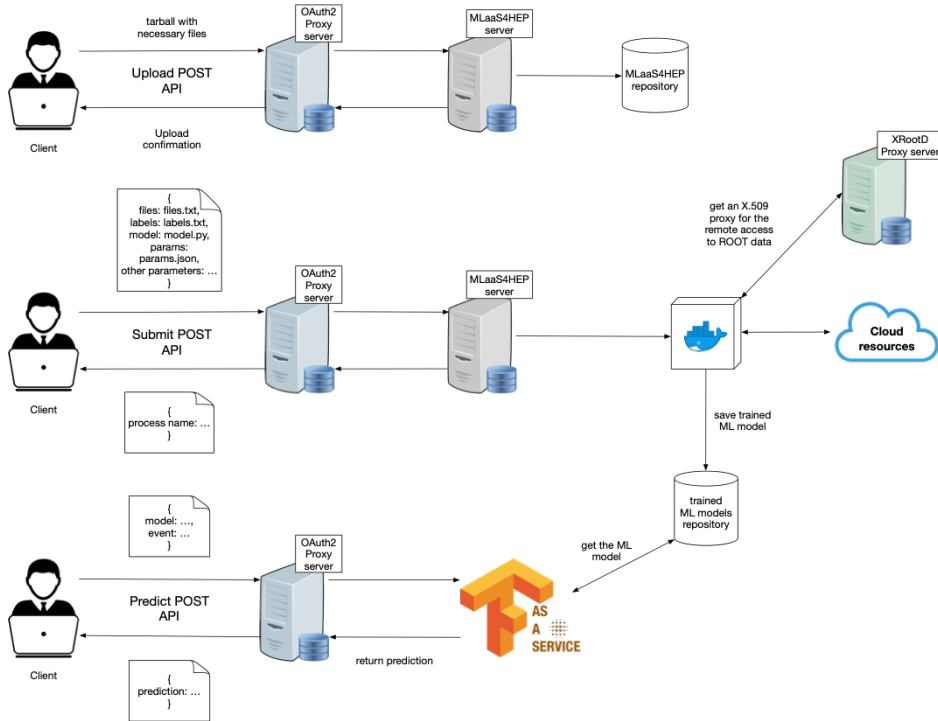 OAuth2
Proxy
server
MLaaS4HEP
server
tarball with
necessary files
Upload POST
API
MLaaS4HEP
repository
Upload
confirmation
Client
XRootD
Proxy server
{
files: files.txt,
labels: labels.txt,
model: model.py,
params:
params.json,
other parameters: …
}
get an X.509
proxy for the
remote access
to ROOT data
OAuth2
Proxy
server
MLaaS4HEP
server
Submit POST
API
Cloud
resources
Client
{
process name: …
}
save trained
ML model
trained
ML models
repository
{
model: …,
event: …
}
OAuth2
Proxy
server
get the ML
model
Predict POST
API
AS
A
SERVICE
return prediction
Client
{
prediction: …
}